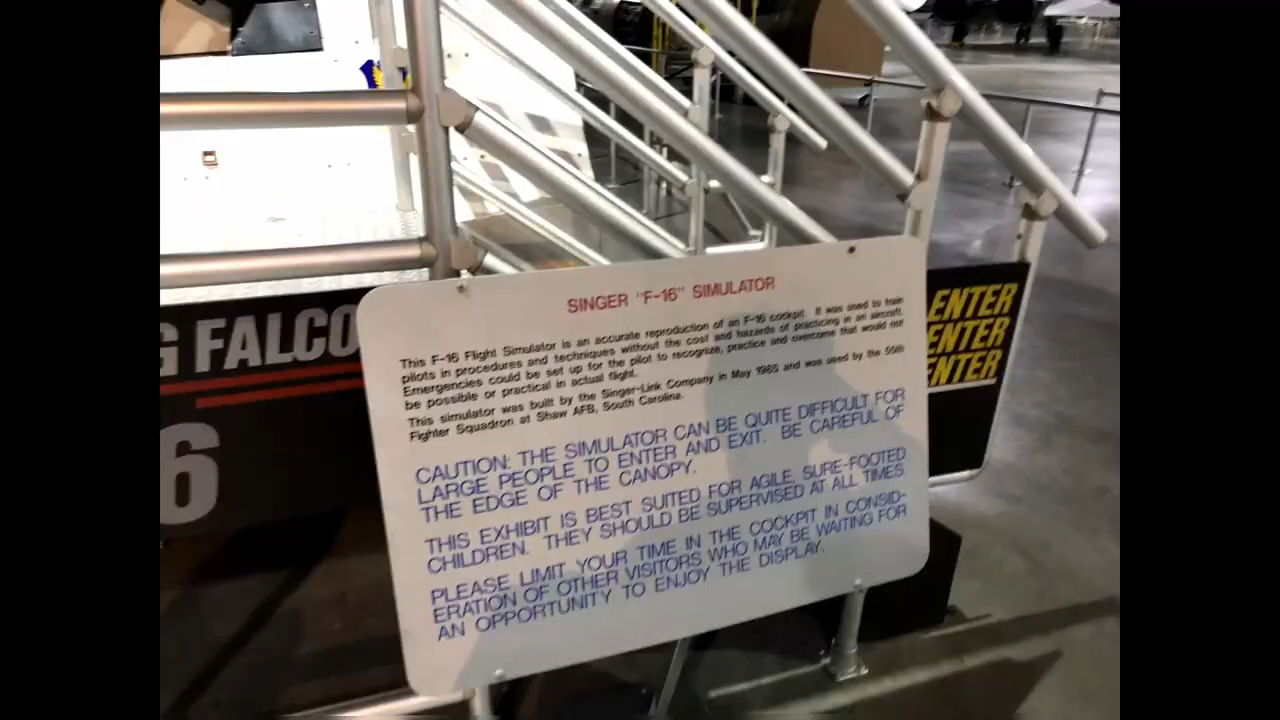 SINGER "F-16" SIMULATOR
This F-16 Flight Simulator is an accurate reproduction of an F-16 cockpit. It was used to train
pilots in procedures and techniques without the cost and hazards of practicing in an aircraft.
Emergencies could be set up for the pilot to recognize, practice and overcome that would not
be possible or practical in actual flight.
This simulator was built by the Singer-Link Company in May 1985 and was used by the 55th
Fighter Squadron at Shaw AFB, South Carolina.
CAUTION: THE SIMULATOR CAN BE QUITE DIFFICULT FOR
LARGE PEOPLE TO ENTER AND EXIT. BE CAREFUL OF
THE EDGE OF THE CANOPY.
THIS EXHIBIT IS BEST SUITED FOR AGILE, SURE-FOOTED
CHILDREN. THEY SHOULD BE SUPERVISED AT ALL TIMES
PLEASE LIMIT YOUR TIME IN THE COCKPIT IN CONSID-
ERATION OF OTHER VISITORS WHO MAY BE WAITING FOR
AN OPPORTUNITY TO ENJOY THE DISPLAY.
G FALCO
6
ENTER
ENTER
ENTER